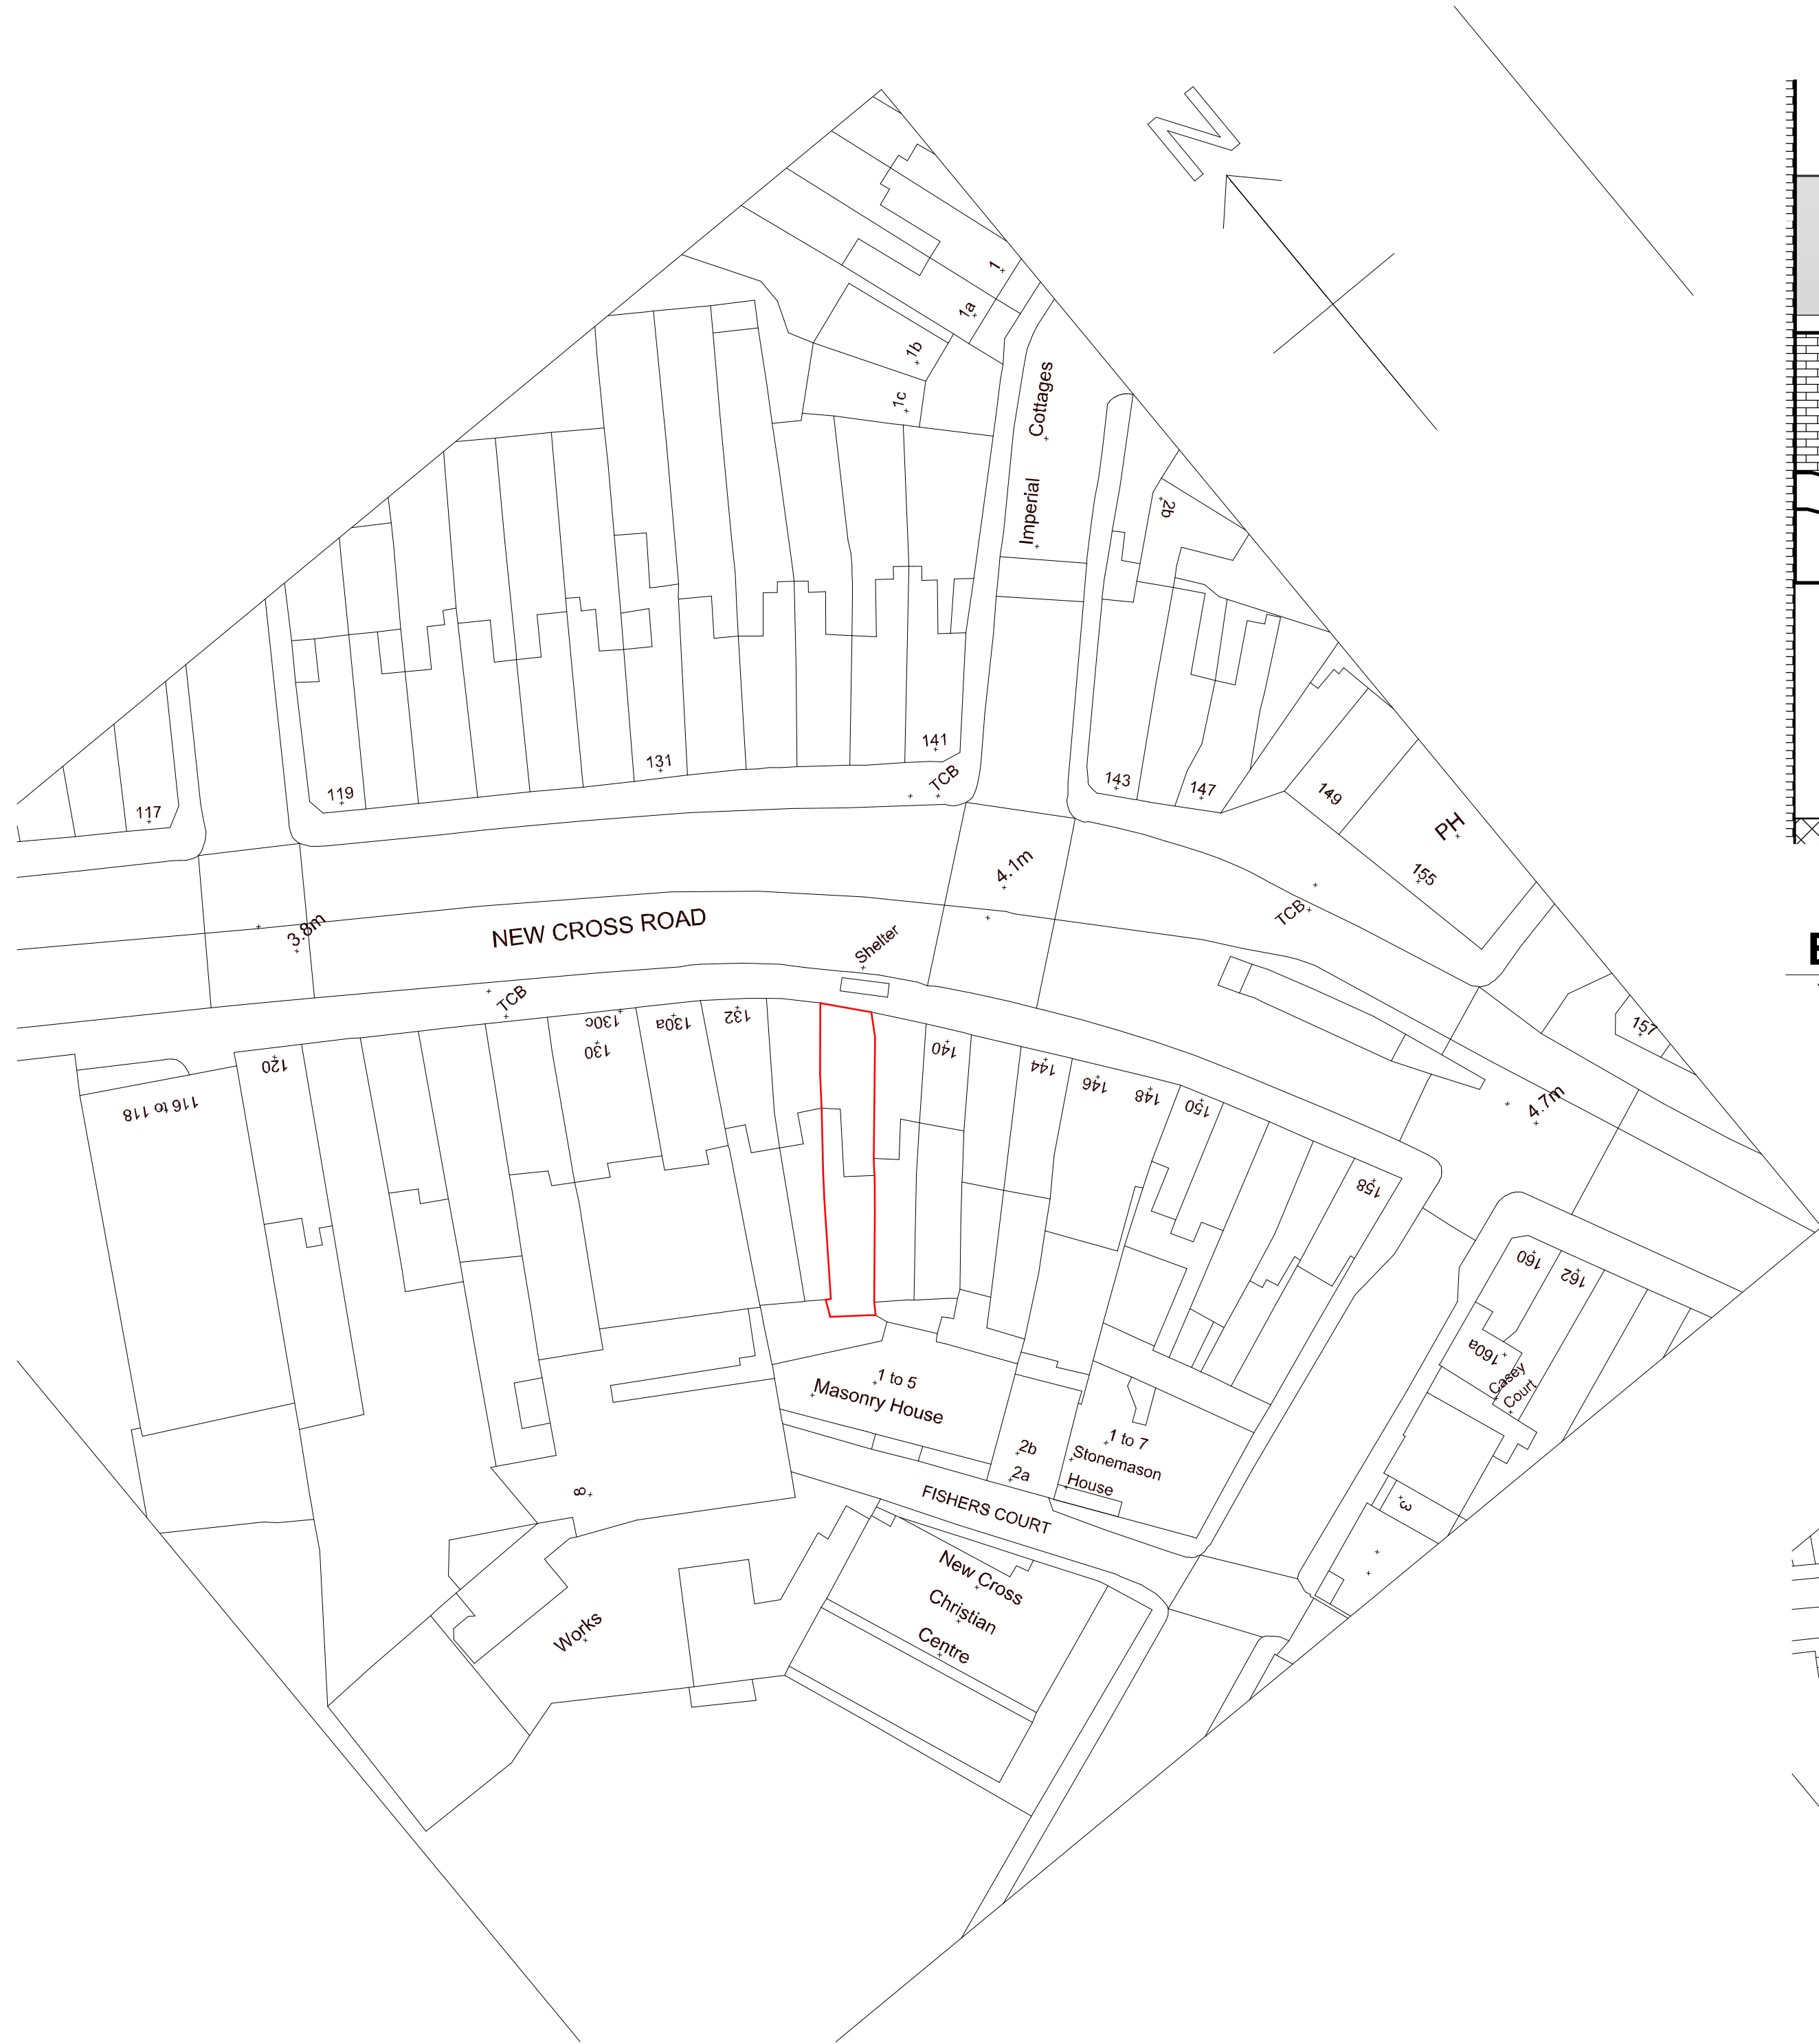 N
1
1a
1b
1c
Cottages
Imperial
2b
141
131
119
117
TCB
143
147
149
PH
155
4.1m
TCB
3.8m
NEW CROSS ROAD
Shelter
TCB
157
4.7m
116 to 118
120
130c
130
130a
132
140
144
146
148
150
158
160
162
160a
Casey
Court
1 to 5
Masonry House
2b
2a
1 to 7
Stonemason
House
FISHERS COURT
8
3
New Cross
Christian
Centre
Works